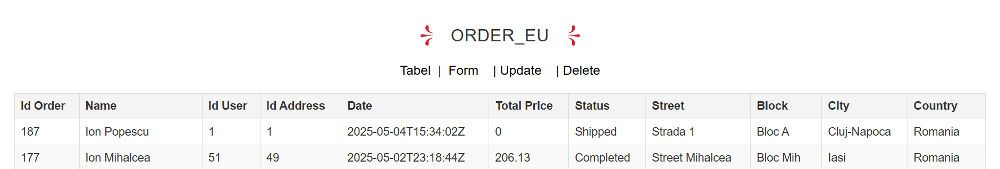 ORDER_EU
Tabel | Form | Update | Delete
Id Order Name Id User Id Address Date Total Price Status Street Block City Country
187 Ion Popescu 1 1 2025-05-04T15:34:02Z 0 Shipped Strada 1 Bloc A Cluj-Napoca Romania
177 Ion Mihalcea 51 49 2025-05-02T23:18:44Z 206.13 Completed Street Mihalcea Bloc Mih Iasi Romania